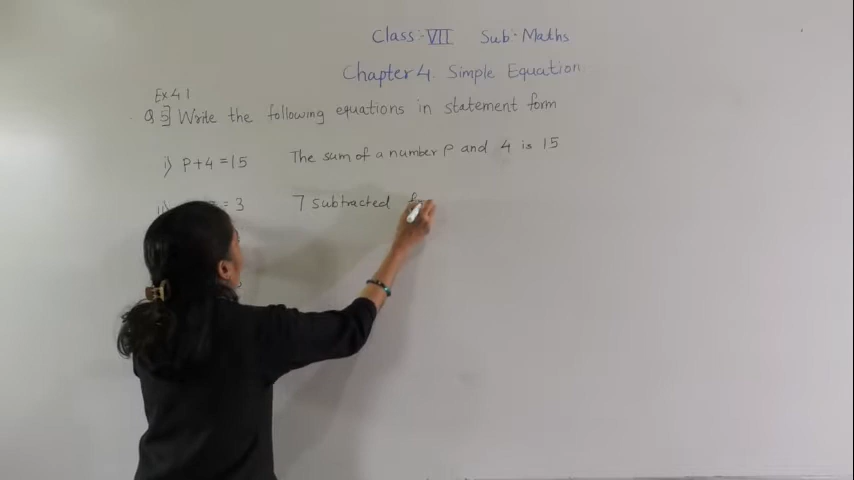 Class:- VII Sub-Maths
Chapter 4. Simple Equation
Ex 4.1
Q 5] Write the following equations in statement form
i) P+4 = 15 The sum of a number P and 4 is 15
ii) = 3 7 subtracted